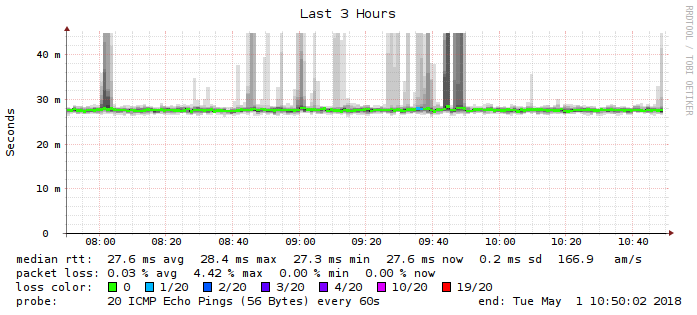 Last 3 Hours
RRDTOOL / TOBI OETIKER
Seconds
40 m
30 m
20 m
10 m
0
08:00 08:20 08:40 09:00 09:20 09:40 10:00 10:20 10:40
median rtt: 27.6 ms avg 28.4 ms max 27.3 ms min 27.6 ms now 0.2 ms sd 166.9 am/s
packet loss: 0.03 % avg 4.42 % max 0.00 % min 0.00 % now
loss color: 0 1/20 2/20 3/20 4/20 10/20 19/20
probe: 20 ICMP Echo Pings (56 Bytes) every 60s end: Tue May 1 10:50:02 2018